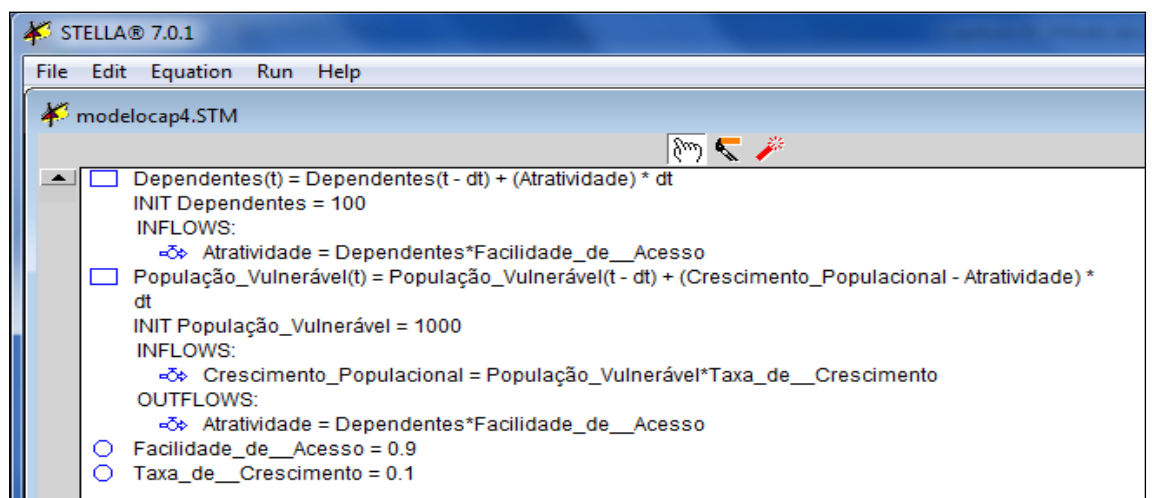 STELLA® 7.0.1
File Edit Equation Run Help
modelocap4.STM
Dependentes(t) = Dependentes(t - dt) + (Atratividade) * dt
INIT Dependentes = 100
INFLOWS:
Atratividade = Dependentes*Facilidade_de__Acesso
População_Vulnerável(t) = População_Vulnerável(t - dt) + (Crescimento_Populacional - Atratividade) *
dt
INIT População_Vulnerável = 1000
INFLOWS:
Crescimento_Populacional = População_Vulnerável*Taxa_de__Crescimento
OUTFLOWS:
Atratividade = Dependentes*Facilidade_de__Acesso
Facilidade_de__Acesso = 0.9
Taxa_de__Crescimento = 0.1